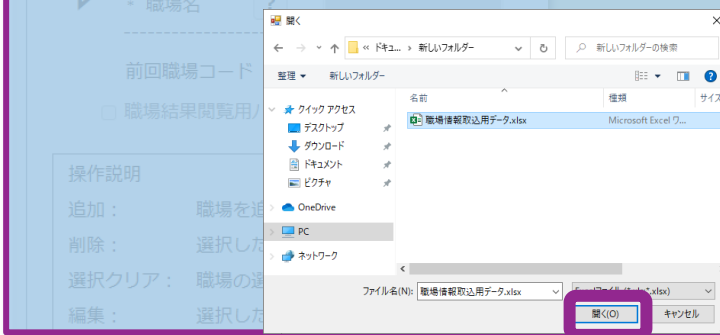 ・職場名
?
前回職場コード
職場結果閲覧用
操作説明
追加： 職場を追
削除： 選択した
選択クリア： 職場の選
編集： 選択した
開く
« ドキュ... › 新しいフォルダー
新しいフォルダーの検索
整理 ▼ 新しいフォルダー
名前 種類 サイズ
クイック アクセス
デスクトップ
ダウンロード
ドキュメント
ピクチャ
OneDrive
PC
ネットワーク
職場情報取込用データ.xlsx Microsoft Excel ワ...
ファイル名(N): 職場情報取込用データ.xlsx
開く(O) キャンセル